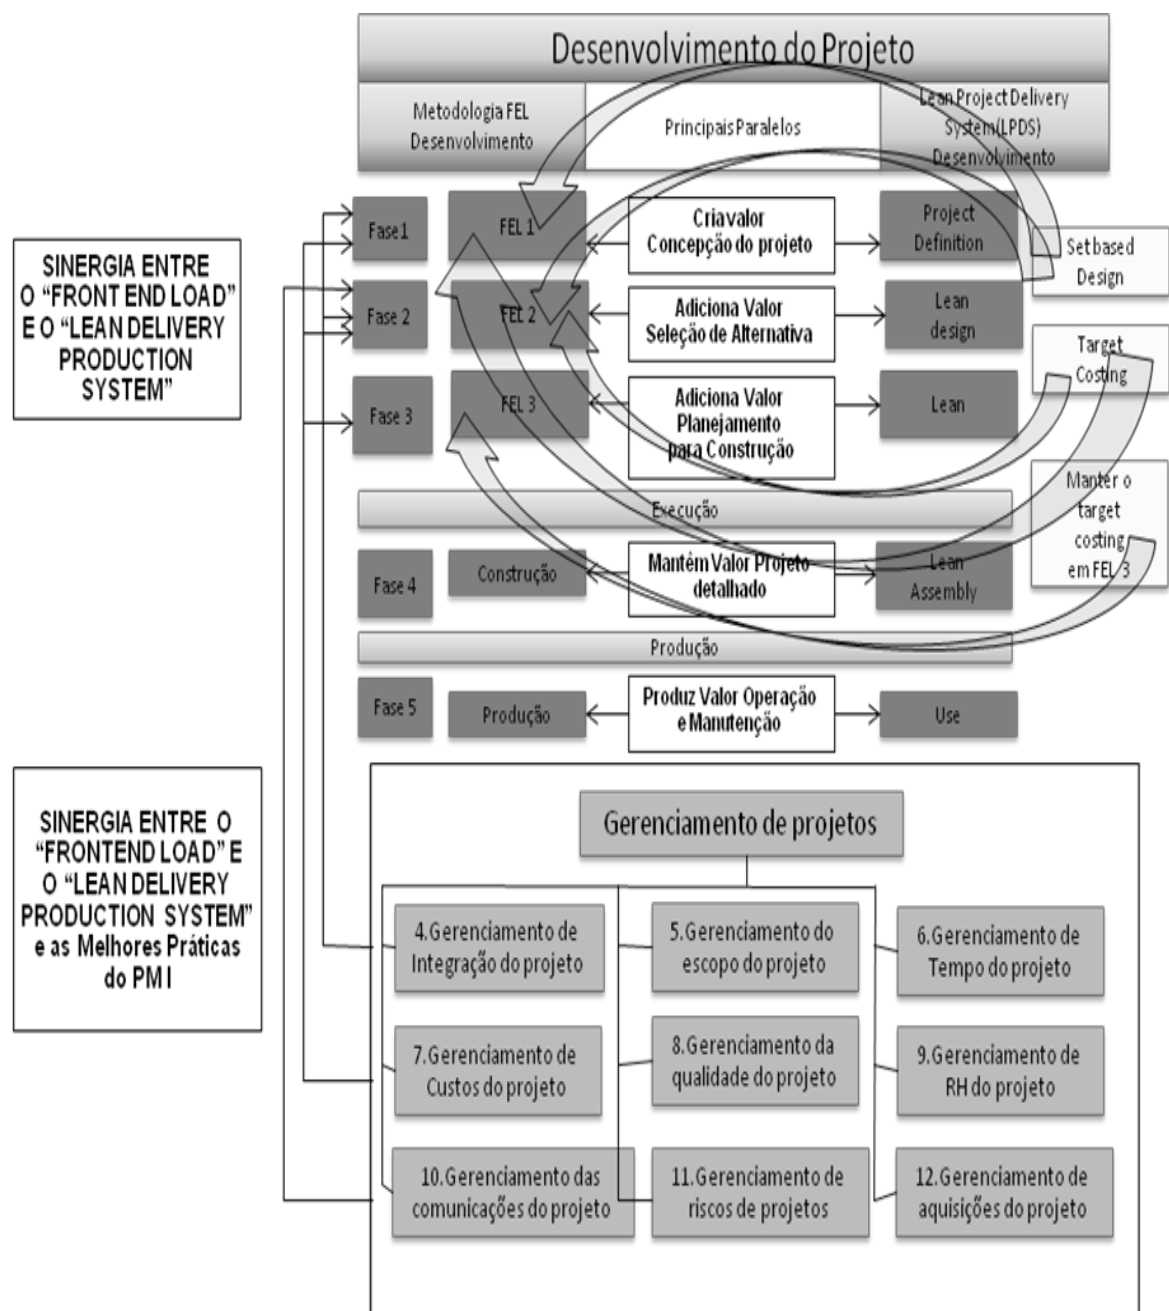 Desenvolvimento do Projeto
Metodologia FEL
Desenvolvimento
Principais Paralelos
Lean Project Delivery
System(LPDS)
Desenvolvimento
SINERGIA ENTRE
O “FRONT END LOAD”
E O “LEAN DELIVERY
PRODUCTION
SYSTEM”
Fase1
FEL 1
Criavalor
Concepção do projeto
Project
Definition
Set based
Design
Fase 2
FEL 2
Adiciona Valor
Seleção de Alternativa
Lean
design
Target
Costing
Fase 3
FEL 3
Adiciona Valor
Planejamento
para Construção
Lean
Manter o
target
costing
em FEL 3
Execução
Fase 4
Construção
Mantêm Valor Projeto
detalhado
Lean
Assembly
Produção
Fase 5
Produção
Produz Valor Operação
e Manutenção
Use
SINERGIA ENTRE O
“FRONTEND LOAD” E
O “LEAN DELIVERY
PRODUCTION SYSTEM”
e as Melhores Práticas
do PM I
Gerenciamento de projetos
4.Gerenciamento de
Integração do projeto
5.Gerenciamento do
escopo do projeto
6.Gerenciamento de
Tempo do projeto
7.Gerenciamento de
Custos do projeto
8.Gerenciamento da
qualidade do projeto
9.Gerenciamento de
RH do projeto
10.Gerenciamento das
comunicações do projeto
11.Gerenciamento de
riscos de projetos
12.Gerenciamento de
aquisições do projeto